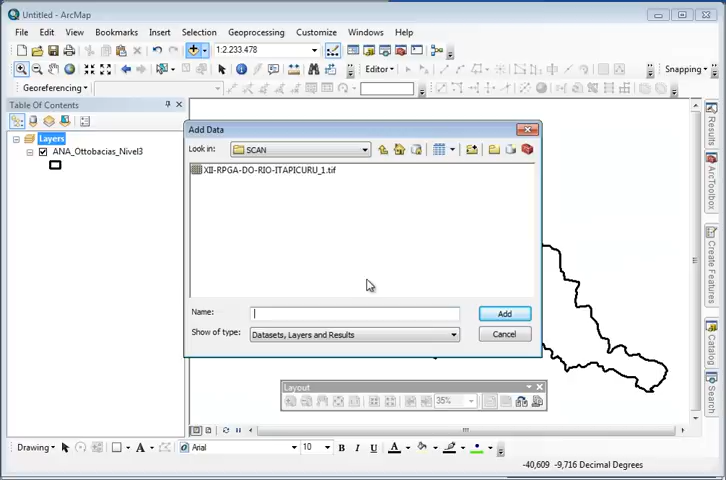 Untitled - ArcMap
File Edit View Bookmarks Insert Selection Geoprocessing Customize Windows Help
1:2.233.478
Editor
Georeferencing
Snapping
Table Of Contents
Layers
ANA_Ottobacias_Nivel3
Add Data
Look in: SCAN
XII-RPGA-DO-RIO-ITAPICURU_1.tif
Name:
Add
Show of type: Datasets, Layers and Results
Cancel
Layout
35%
Results
ArcToolbox
Create Features
Catalog
Search
Drawing
Arial
10
B I U A
-40,609 -9,716 Decimal Degrees